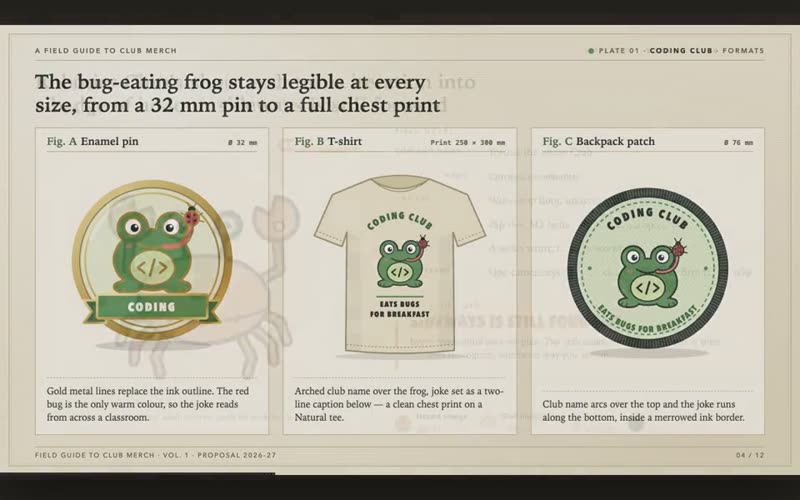 A FIELD GUIDE TO CLUB MERCH
PLATE 01 · CODING CLUB · FORMATS
The bug-eating frog stays legible at every
size, from a 32 mm pin to a full chest print
Fig. A Enamel pin
Ø 32 mm
</>
CODING
Gold metal lines replace the ink outline. The red
bug is the only warm colour, so the joke reads
from across a classroom.
Fig. B T-shirt
Print 250 × 300 mm
CODING CLUB
</>
EATS BUGS
FOR BREAKFAST
Arched club name over the frog, joke set as a two-
line caption below — a clean chest print on a
Natural tee.
Fig. C Backpack patch
Ø 76 mm
CODING CLUB
</>
EATS BUGS FOR BREAKFAST
Club name arcs over the top and the joke runs
along the bottom, inside a merrowed ink border.
SIDEWAYS IS STILL
FIELD GUIDE TO CLUB MERCH · VOL. 1 · PROPOSAL 2026-27
04 / 12